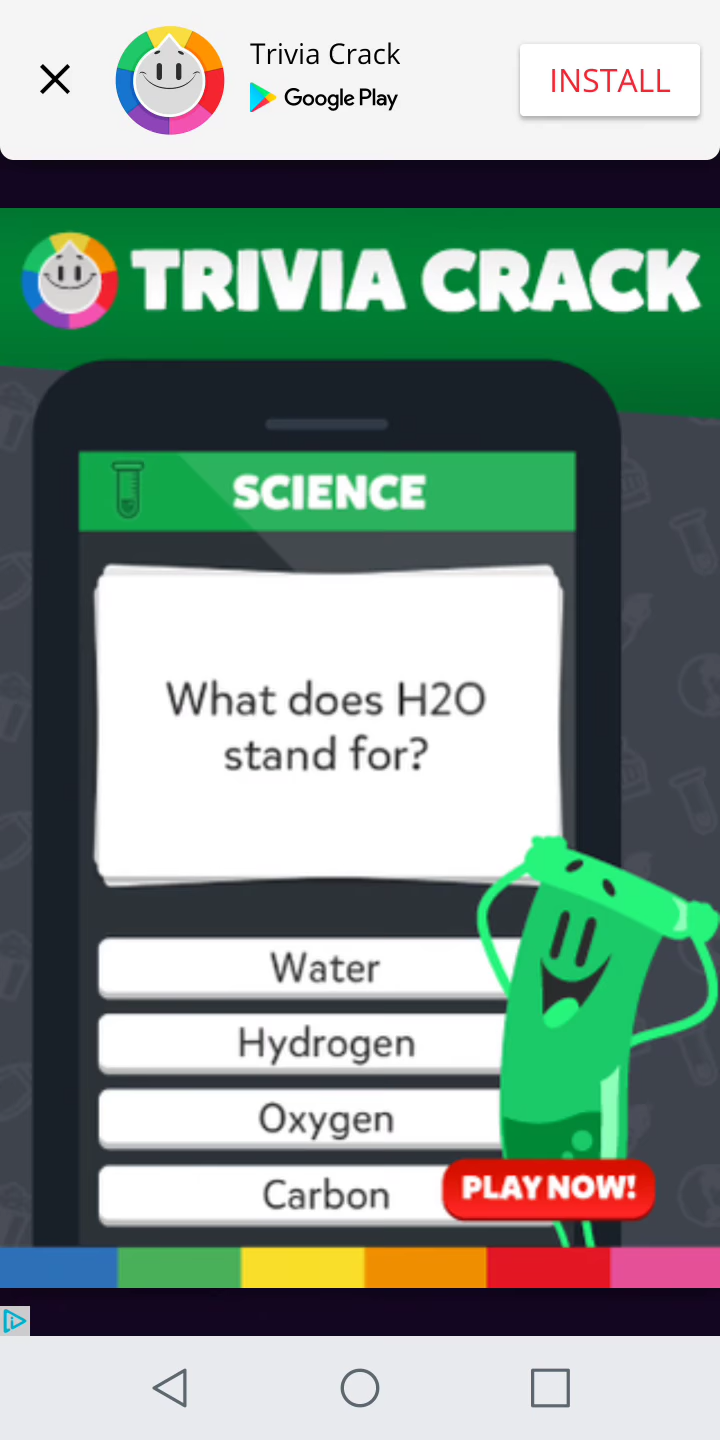 Trivia Crack
Google Play
INSTALL
TRIVIA CRACK
SCIENCE
What does H2O
stand for?
Water
Hydrogen
Oxygen
Carbon
PLAY NOW!